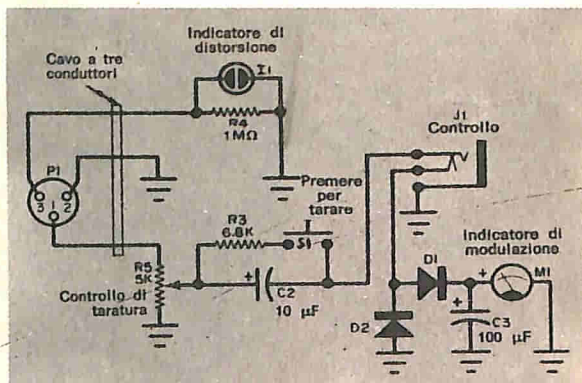 Indicatore di
distorsione
Cavo a tre
conduttori
I1
R4
1MΩ
J1
Controllo
P1
3 1 2
Premere
per
tarare
R3
6.8K
S1
Indicatore di
modulazione
R5
5K
Controllo di
taratura
+
C2
10 µF
D1
+
M1
D2
+
C3
100 µF